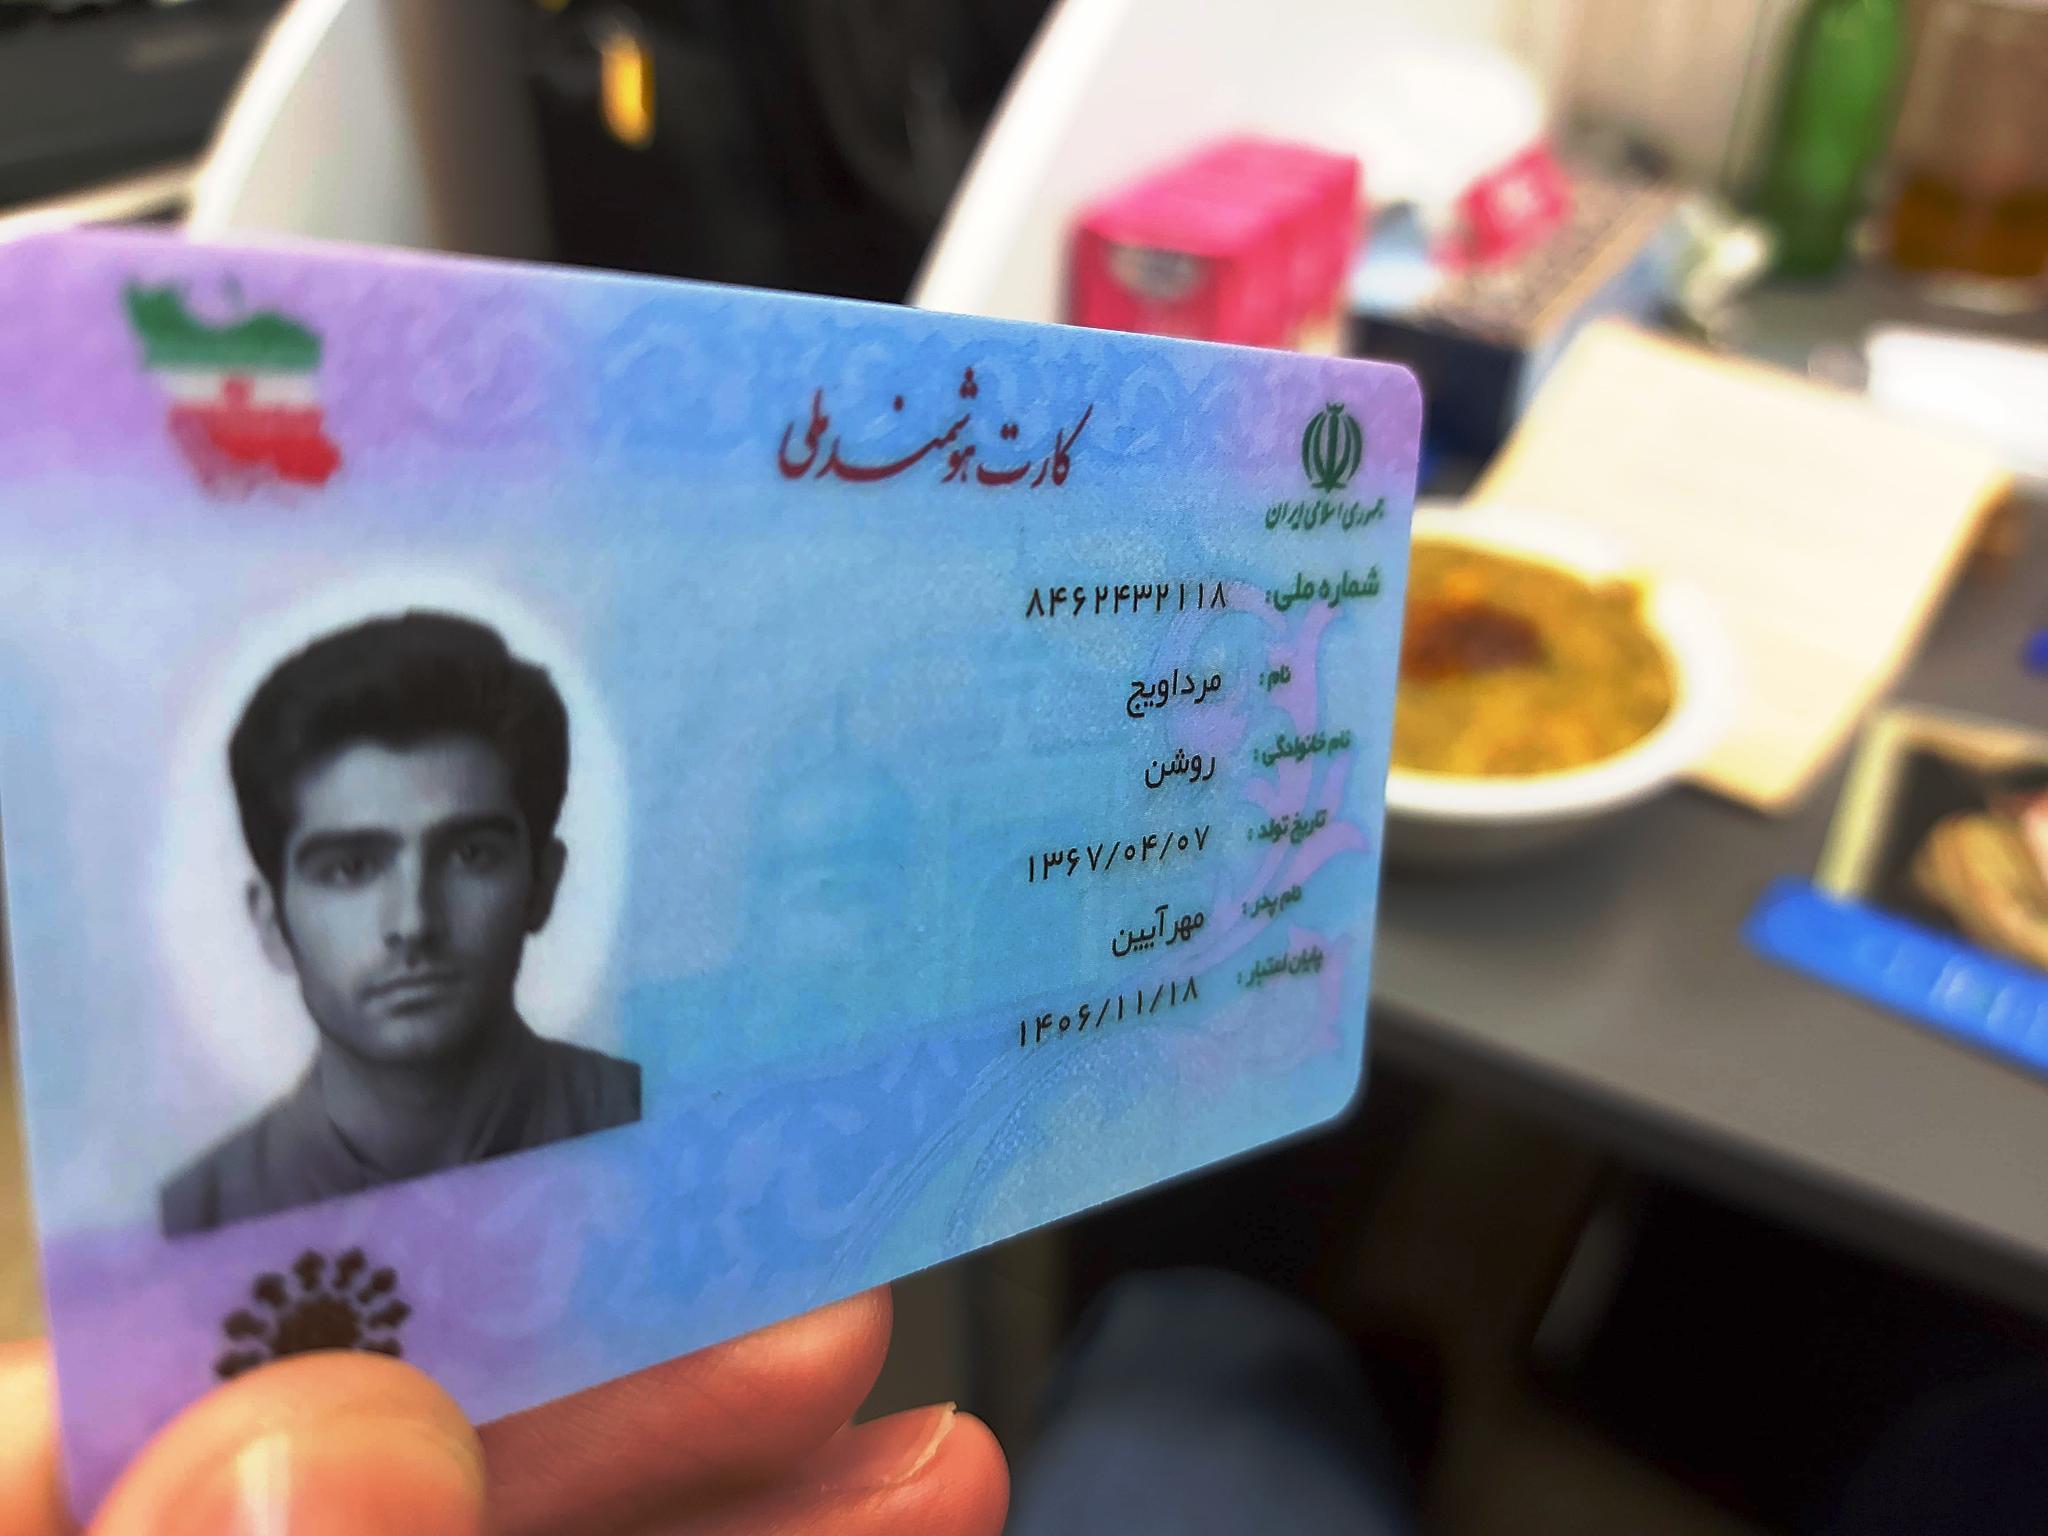 کارت هوشمند ملی
جمهوری اسلامی ایران
شماره ملی: ۸۴۶۲۴۳۲۱۱۸
نام: مرداویج
نام خانوادگی: روشن
تاریخ تولد: ۱۳۶۷/۰۴/۰۷
نام پدر: مهرآیین
پایان اعتبار: ۱۴۰۶/۱۱/۱۸